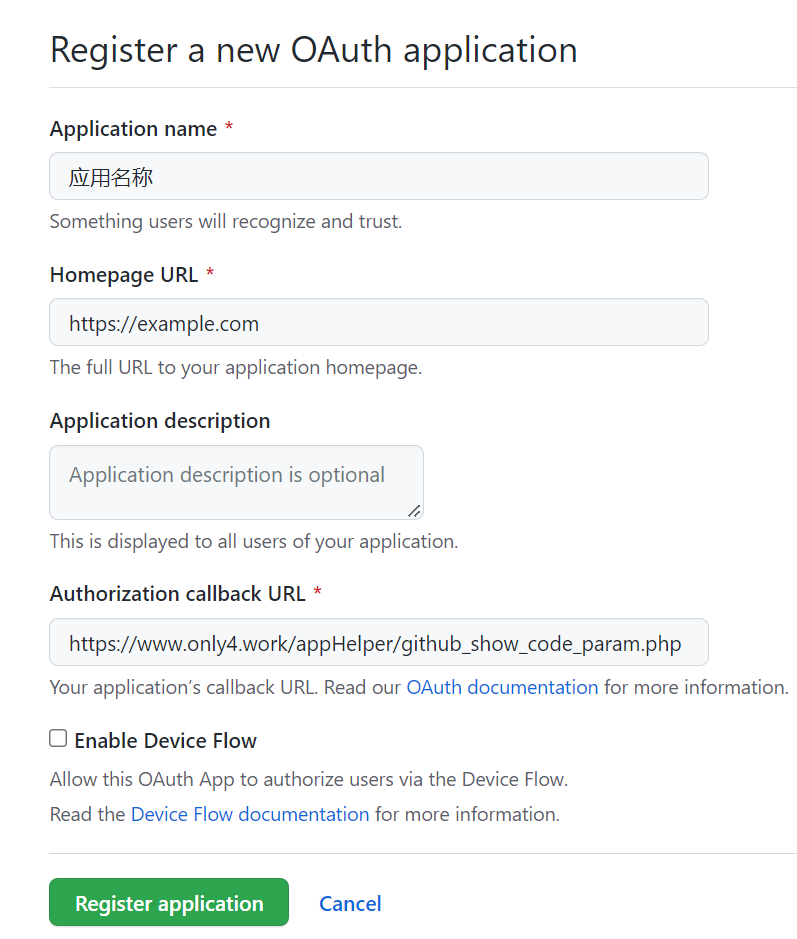 Register a new OAuth application
Application name *
应用名称
Something users will recognize and trust.
Homepage URL *
https://example.com
The full URL to your application homepage.
Application description
Application description is optional
This is displayed to all users of your application.
Authorization callback URL *
https://www.only4.work/appHelper/github_show_code_param.php
Your application’s callback URL. Read our OAuth documentation for more information.
Enable Device Flow
Allow this OAuth App to authorize users via the Device Flow.
Read the Device Flow documentation for more information.
Register application Cancel